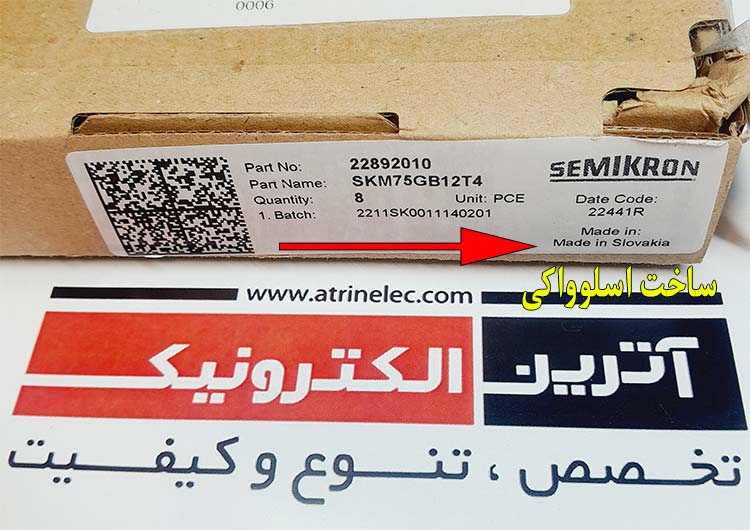 0006
Part No: 22892010
Part Name: SKM75GB12T4
Quantity: 8 Unit: PCE
1. Batch: 2211SK0011140201
SEMIKRON
Date Code:
22441R
Made in:
Made in Slovakia
ساخت اسلوواکی
www.atrinelec.com
آترین الکترونیک
تخصص ، تنوع و کیفیت